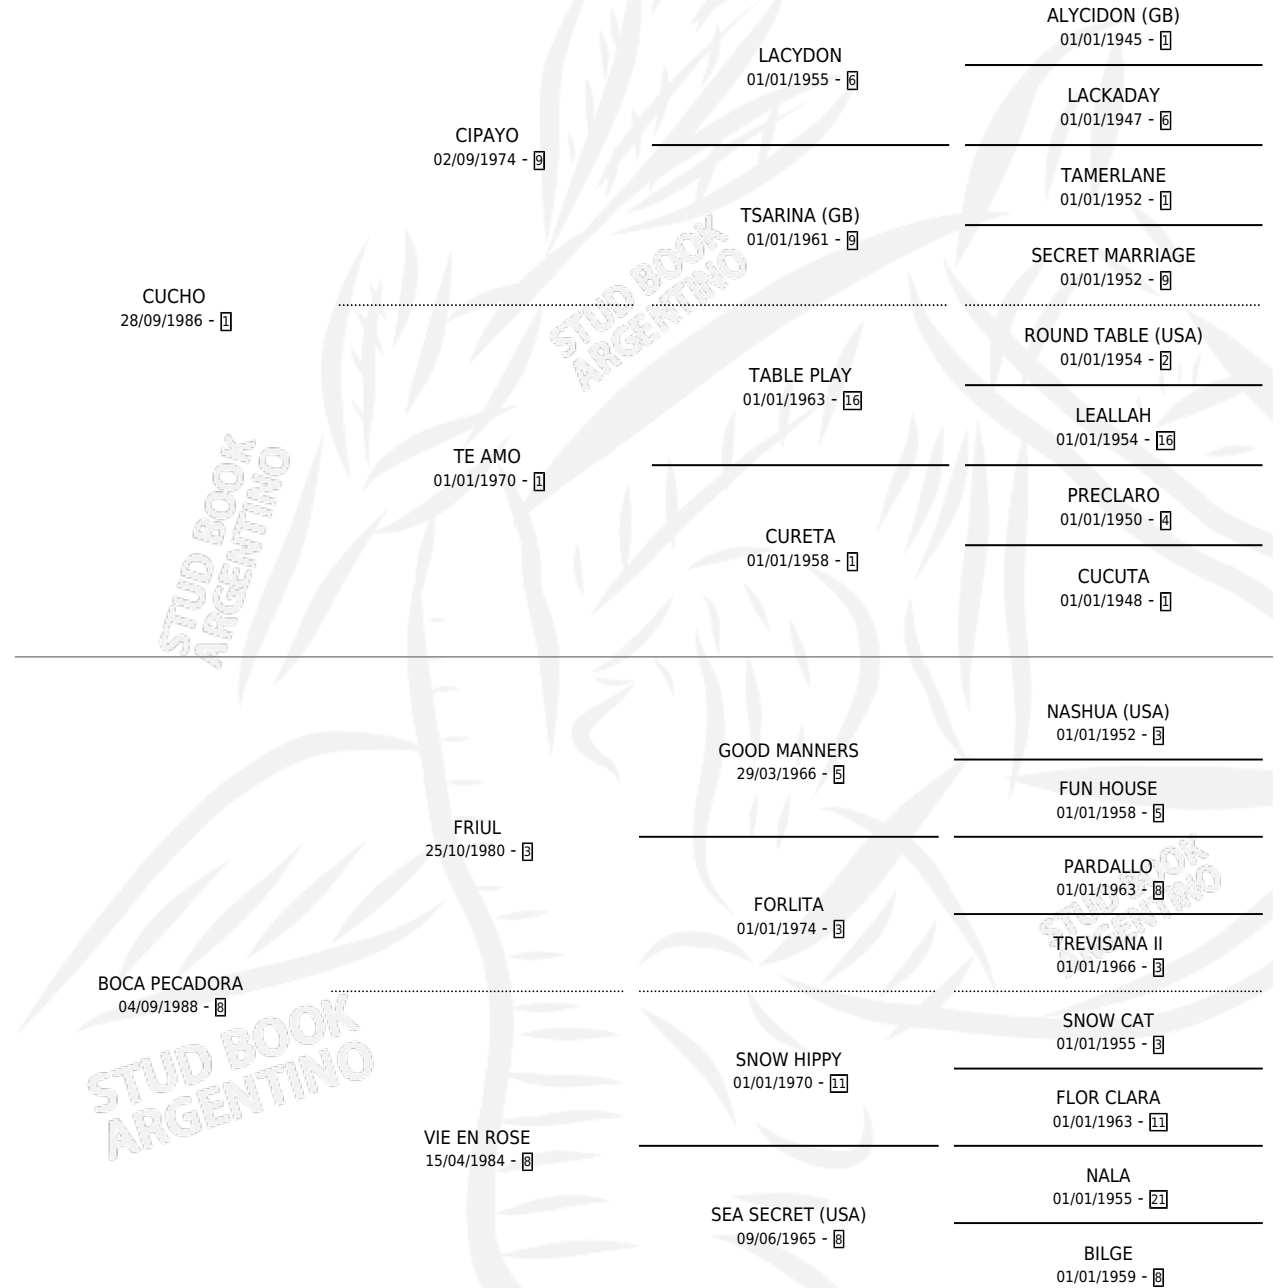 ALYCIDON (GB)
01/01/1945 - 1
LACYDON
01/01/1955 - 6
LACKADAY
01/01/1947 - 6
CIPAYO
02/09/1974 - 9
TAMERLANE
01/01/1952 - 1
TSARINA (GB)
01/01/1961 - 9
SECRET MARRIAGE
01/01/1952 - 9
CUCHO
28/09/1986 - 1
ROUND TABLE (USA)
01/01/1954 - 2
TABLE PLAY
01/01/1963 - 16
LEALLAH
01/01/1954 - 16
TE AMO
01/01/1970 - 1
PRECLARO
01/01/1950 - 4
CURETA
01/01/1958 - 1
CUCUTA
01/01/1948 - 1
STUD BOOK
ARGENTINO
STUD BOOK
ARGENTINO
NASHUA (USA)
01/01/1952 - 3
GOOD MANNERS
29/03/1966 - 5
FUN HOUSE
01/01/1958 - 5
FRIUL
25/10/1980 - 3
PARDALLO
01/01/1963 - 8
FORLITA
01/01/1974 - 3
TREVISANA II
01/01/1966 - 3
BOCA PECADORA
04/09/1988 - 8
SNOW CAT
01/01/1955 - 3
SNOW HIPPY
01/01/1970 - 11
FLOR CLARA
01/01/1963 - 11
VIE EN ROSE
15/04/1984 - 8
NALA
01/01/1955 - 21
SEA SECRET (USA)
09/06/1965 - 8
BILGE
01/01/1959 - 8
STUD BOOK
ARGENTINO
STUD BOOK
ARGENTINO